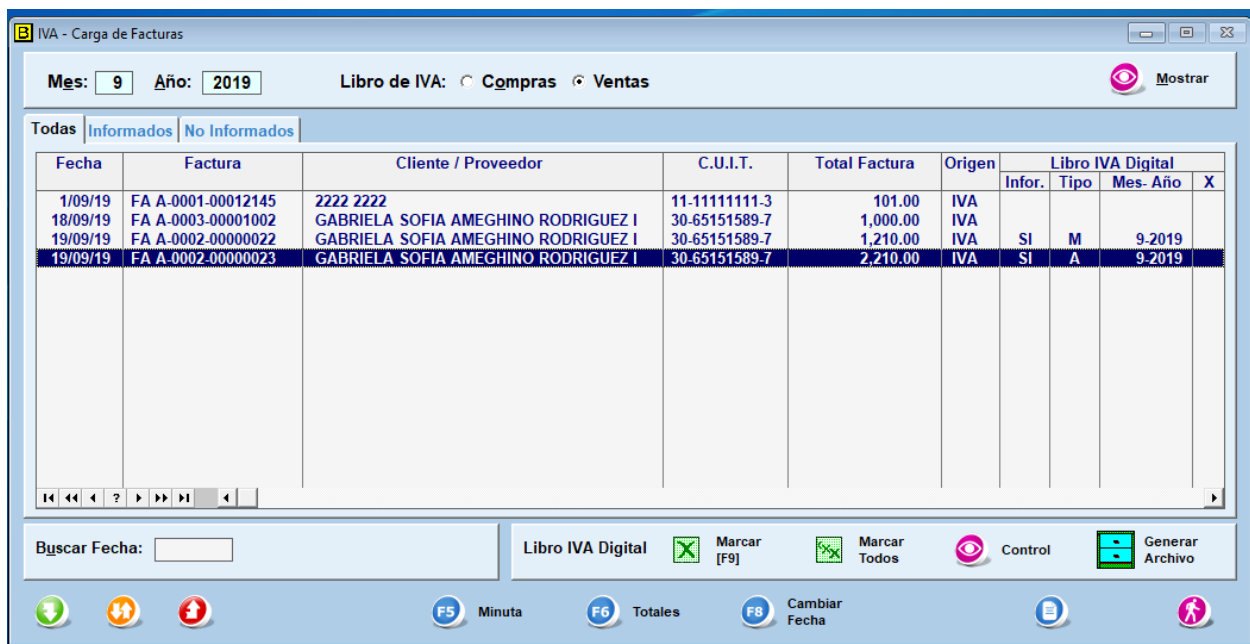 B IVA - Carga de Facturas
Mes: 9 Año: 2019 Libro de IVA: Compras Ventas Mostrar
Todas Informados No Informados
Fecha Factura Cliente / Proveedor C.U.I.T. Total Factura Origen Libro IVA Digital
Infor. Tipo Mes- Año X
1/09/19 FA A-0001-00012145 2222 2222 11-11111111-3 101.00 IVA
18/09/19 FA A-0003-00001002 GABRIELA SOFIA AMEGHINO RODRIGUEZ I 30-65151589-7 1,000.00 IVA
19/09/19 FA A-0002-00000022 GABRIELA SOFIA AMEGHINO RODRIGUEZ I 30-65151589-7 1,210.00 IVA SI M 9-2019
19/09/19 FA A-0002-00000023 GABRIELA SOFIA AMEGHINO RODRIGUEZ I 30-65151589-7 2,210.00 IVA SI A 9-2019
?
Buscar Fecha: Libro IVA Digital Marcar [F9] Marcar Todos Control Generar Archivo
F5 Minuta F6 Totales F8 Cambiar Fecha